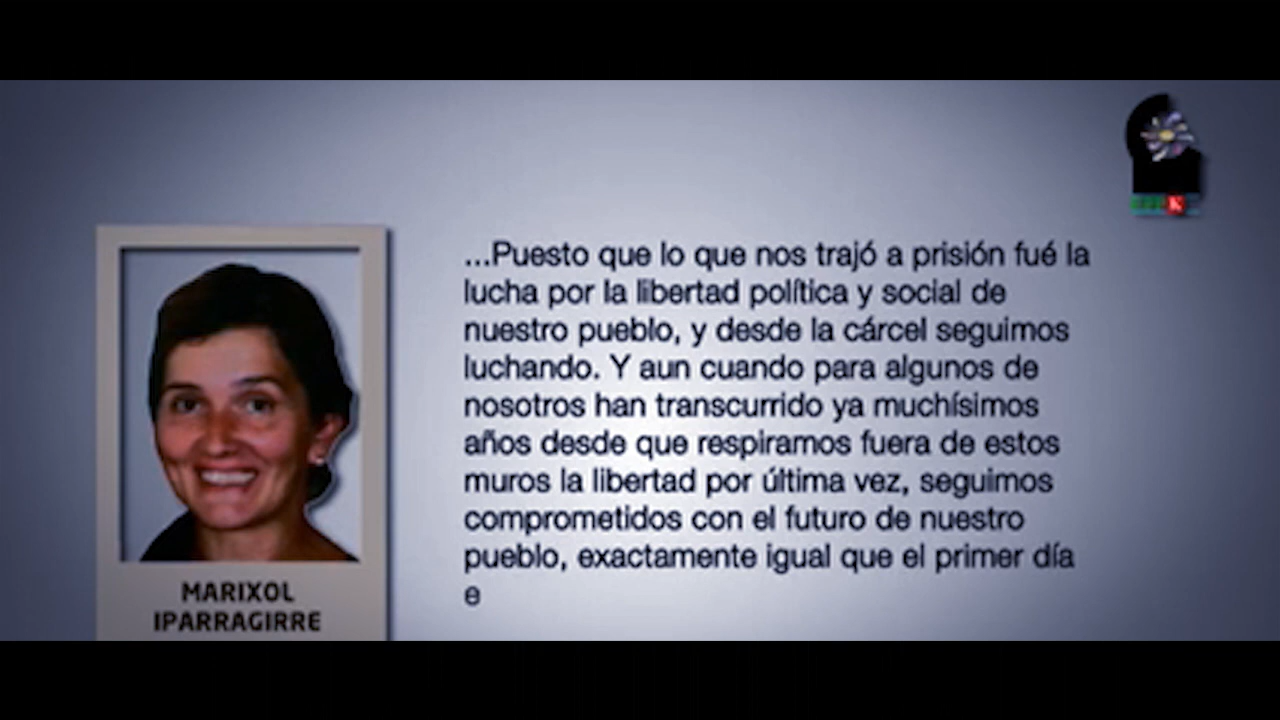 ...Puesto que lo que nos trajó a prisión fué la
lucha por la libertad política y social de
nuestro pueblo, y desde la cárcel seguimos
luchando. Y aun cuando para algunos de
nosotros han transcurrido ya muchísimos
años desde que respiramos fuera de estos
muros la libertad por última vez, seguimos
comprometidos con el futuro de nuestro
pueblo, exactamente igual que el primer día
e
MARIXOL
IPARRAGIRRE